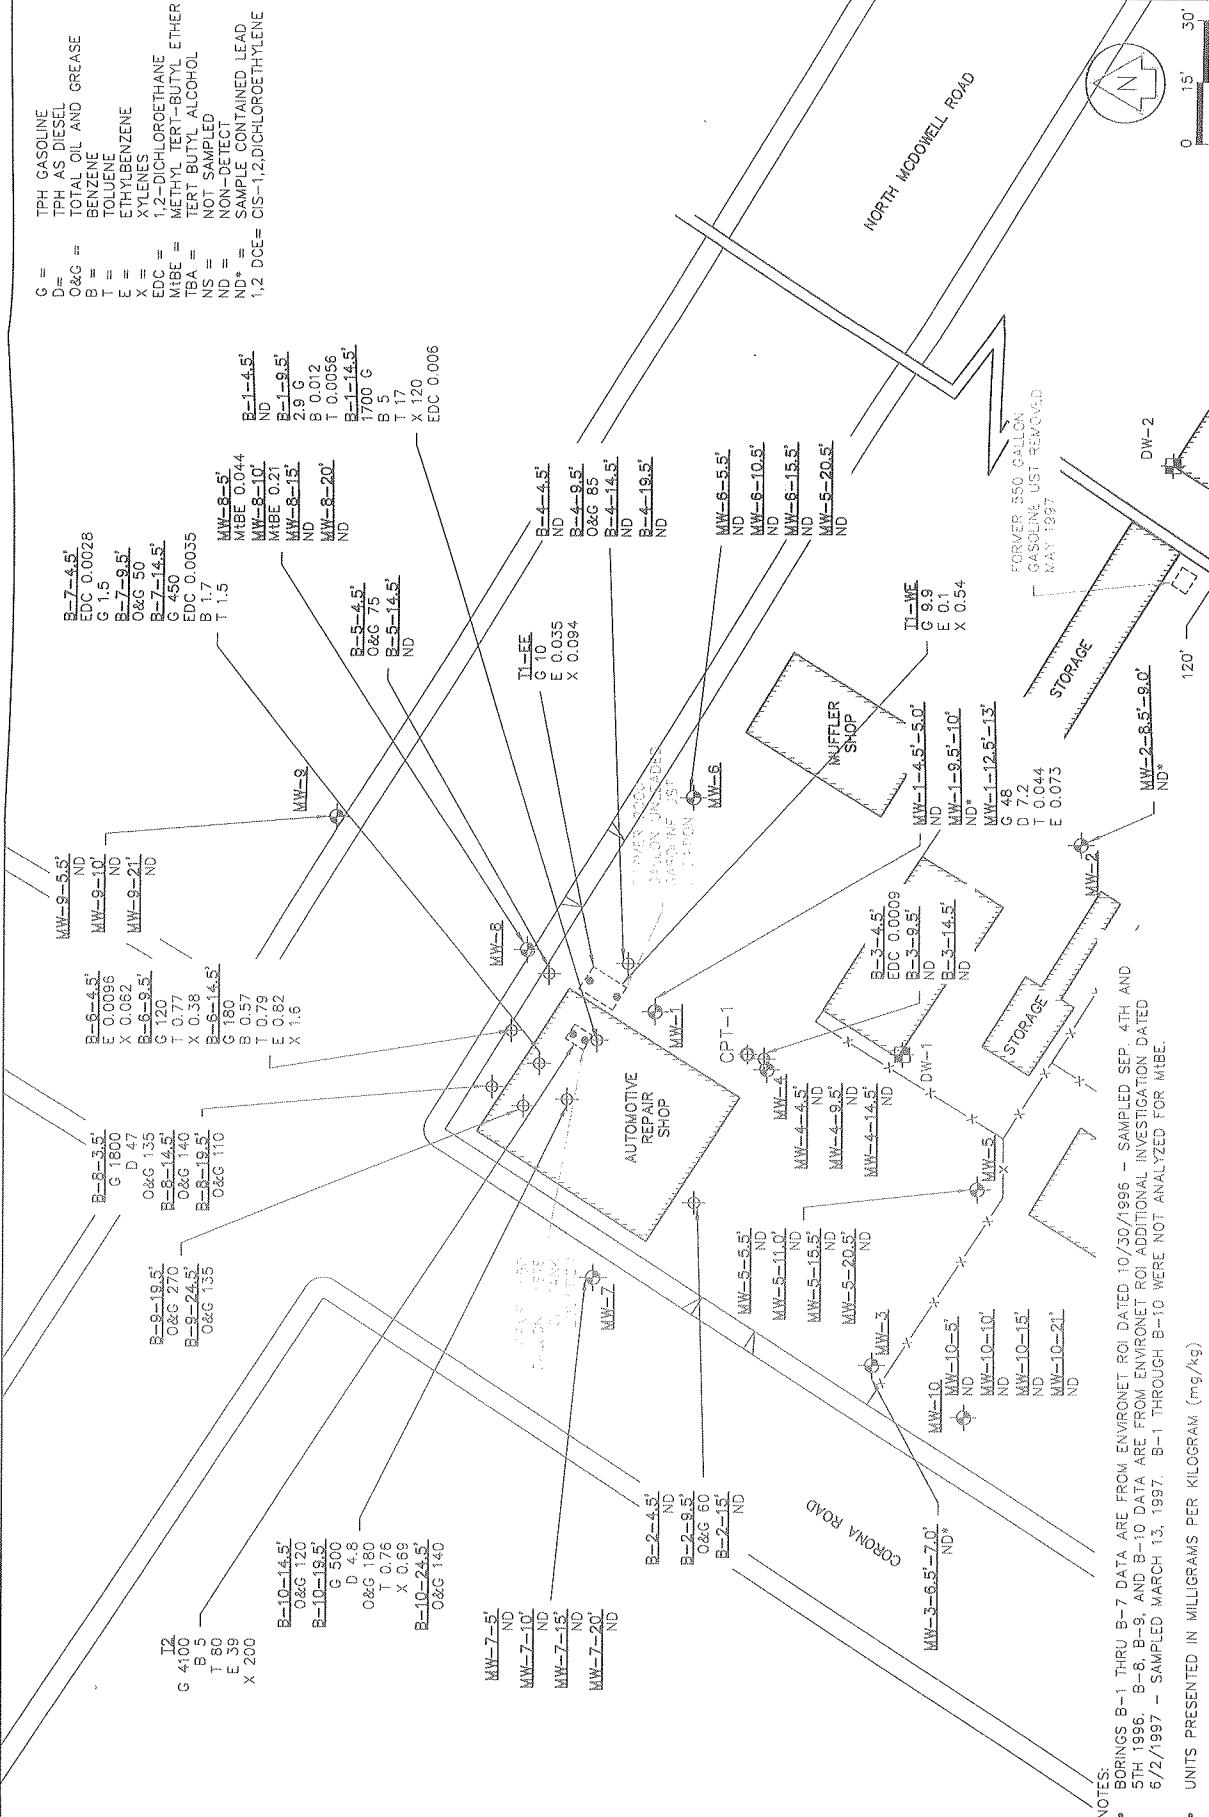 G = TPH GASOLINE
D= TPH AS DIESEL
O&G = TOTAL OIL AND GREASE
B = BENZENE
T = TOLUENE
E = ETHYLBENZENE
X = XYLENES
EDC = 1,2-DICHLOROETHANE
MtBE = METHYL TERT-BUTYL ETHER
TBA = TERT BUTYL ALCOHOL
NS = NOT SAMPLED
ND = NON-DETECT
ND* = SAMPLE CONTAINED LEAD
1,2 DCE= CIS-1,2,DICHLOROETHYLENE
B-7-4.5'
EDC 0.0028
G 1.5
B-7-9.5'
O&G 50
B-7-14.5'
G 450
EDC 0.0035
B 1.7
T 1.5
MW-8-5'
MtBE 0.044
MW-8-10'
MtBE 0.21
MW-8-15'
ND
MW-8-20'
ND
B-1-4.5'
ND
B-1-9.5'
2.9 G
B 0.012
T 0.0056
B-1-14.5'
1700 G
B 5
T 17
X 120
EDC 0.006
B-5-4.5'
O&G 75
B-5-14.5'
ND
T1-EE
G 10
E 0.035
X 0.094
B-4-4.5'
ND
B-4-9.5'
O&G 85
B-4-14.5'
ND
B-4-19.5'
ND
MW-6-5.5'
ND
MW-6-10.5'
ND
MW-6-15.5'
ND
MW-5-20.5'
ND
NORTH MCDOWELL ROAD
N
0 15' 30'
FORMER 550 GALLON
GASOLINE UST REMOVED
MAY 1997
DW-2
120'
STORAGE
MUFFLER
SHOP
T1-WE
G 9.9
E 0.1
X 0.54
MW-9-5.5'
ND
MW-9-10'
ND
MW-9-21'
ND
MW-9
B-6-4.5'
E 0.0096
X 0.062
B-6-9.5'
G 120
T 0.77
X 0.38
B-6-14.5'
G 180
B 0.57
T 0.79
E 0.82
X 1.6
MW-8
GALLON UNLEADED
GASOLINE UST
MW-6
MW-1
MW-1-4.5'-5.0'
ND
MW-1-9.5'-10'
ND*
MW-1-12.5'-13'
G 48
D 7.2
T 0.044
E 0.073
MW-2
MW-2-8.5'-9.0'
ND*
B-8-3.5'
G 1800
D 47
O&G 135
B-8-14.5'
O&G 140
B-8-19.5'
O&G 110
B-9-19.5'
O&G 270
B-9-24.5'
O&G 135
AUTOMOTIVE
REPAIR
SHOP
CPT-1
B-3-4.5'
EDC 0.0009
B-3-9.5'
ND
B-3-14.5'
ND
DW-1
STORAGE
MW-4
MW-4-4.5'
ND
MW-4-9.5'
ND
MW-4-14.5'
ND
MW-5
MW-5-5.5'
ND
MW-5-11.0'
ND
MW-5-15.5'
ND
MW-5-20.5'
ND
MW-7
MW-3
MW-10
MW-10-5'
ND
MW-10-10'
ND
MW-10-15'
ND
MW-10-21'
ND
T2
G 4100
B 5
T 80
E 39
X 200
B-10-14.5'
O&G 120
B-10-19.5'
G 500
D 4.8
O&G 180
T 0.76
X 0.69
B-10-24.5'
O&G 140
MW-7-5'
ND
MW-7-10'
ND
MW-7-15'
ND
MW-7-20'
ND
B-2-4.5'
ND
B-2-9.5'
O&G 60
B-2-15'
ND
CORONA ROAD
MW-3-6.5'-7.0'
ND*
NOTES:
• BORINGS B-1 THRU B-7 DATA ARE FROM ENVIRONET ROI DATED 10/30/1996 - SAMPLED SEP. 4TH AND
5TH 1996. B-8, B-9, AND B-10 DATA ARE FROM ENVIRONET ROI ADDITIONAL INVESTIGATION DATED
6/2/1997 - SAMPLED MARCH 13, 1997. B-1 THROUGH B-10 WERE NOT ANALYZED FOR MtBE.
• UNITS PRESENTED IN MILLIGRAMS PER KILOGRAM (mg/kg)